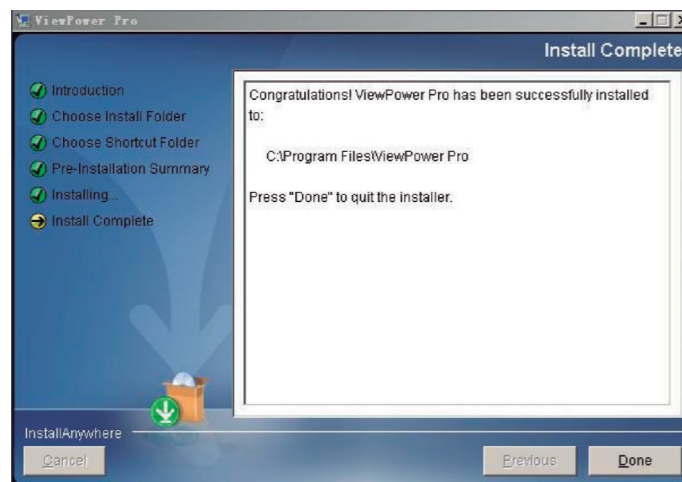 ViewPower Pro
Install Complete
Introduction
Choose Install Folder
Choose Shortcut Folder
Pre-Installation Summary
Installing...
Install Complete
Congratulations! ViewPower Pro has been successfully installed
to:
C:\Program Files\ViewPower Pro
Press "Done" to quit the installer.
InstallAnywhere
Cancel
Previous
Done